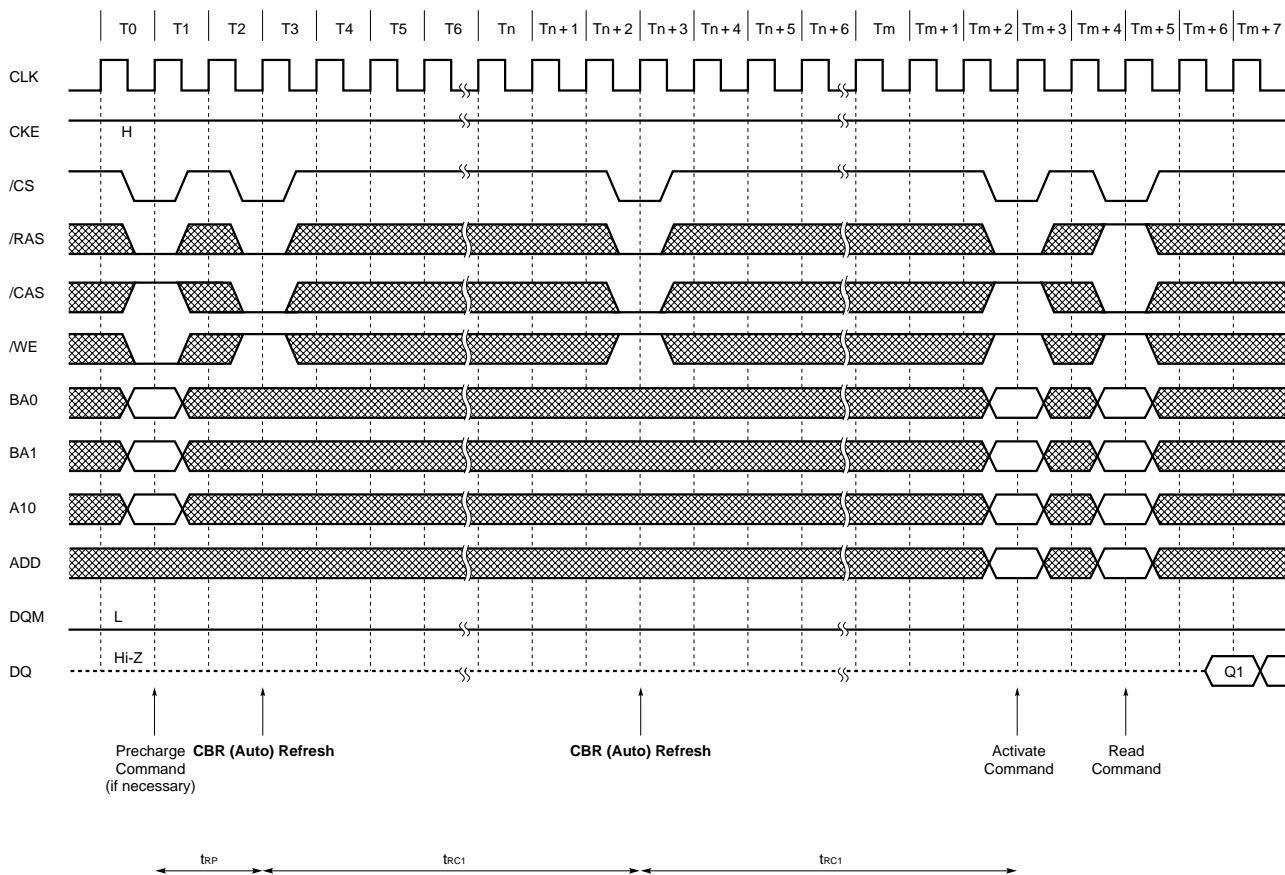 T0 T1 T2 T3 T4 T5 T6 Tn Tn + 1 Tn + 2 Tn + 3 Tn + 4 Tn + 5 Tn + 6 Tm Tm + 1 Tm + 2 Tm + 3 Tm + 4 Tm + 5 Tm + 6 Tm + 7
CLK
CKE
H
/CS
/RAS
/CAS
/WE
BA0
BA1
A10
ADD
DQM
L
DQ
Hi-Z
Q1
Precharge
Command
(if necessary)
CBR (Auto) Refresh
CBR (Auto) Refresh
Activate
Command
Read
Command
tRP
tRC1
tRC1